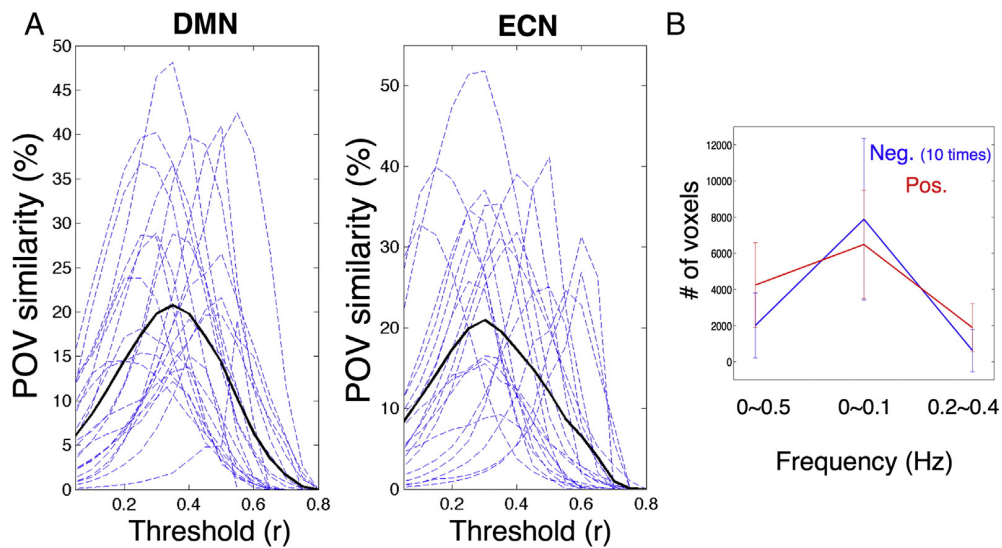 A
DMN
ECN
B
POV similarity (%)
50
45
40
35
30
25
20
15
10
5
0
0.2
0.4
0.6
0.8
Threshold (r)
POV similarity (%)
50
40
30
20
10
0
0.2
0.4
0.6
0.8
Threshold (r)
# of voxels
12000
10000
8000
6000
4000
2000
0
Neg. (10 times)
Pos.
0~0.5
0~0.1
0.2~0.4
Frequency (Hz)